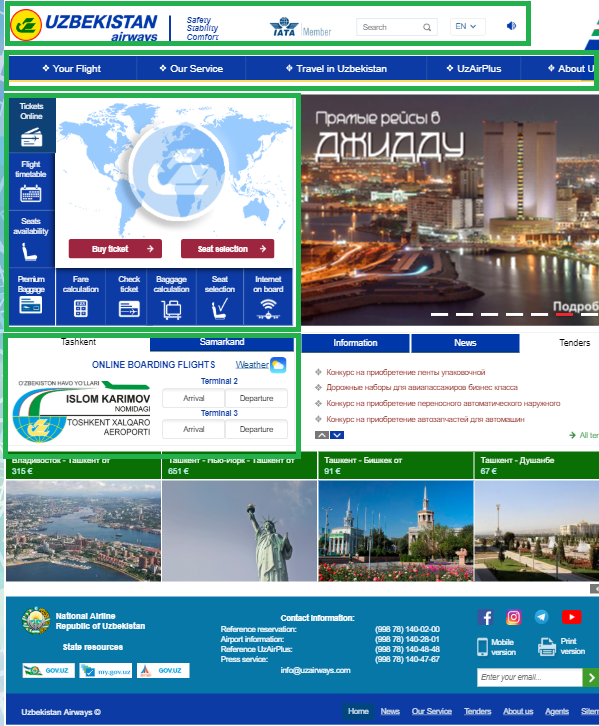 UZBEKISTAN
airways
Safety
Stability
Comfort
IATA Member
Search
EN
Your Flight
Our Service
Travel in Uzbekistan
UzAirPlus
About U
Tickets
Online
Flight
timetable
Seats
availability
Premium
Baggage
Buy ticket
Seat selection
Fare
calculation
Check
ticket
Baggage
calculation
Seat
selection
Internet
on board
Прямые рейсы в
ДЖИДДУ
Подроб
Tashkent
Samarkand
ONLINE BOARDING FLIGHTS
Weather
O'ZBEKISTON HAVO YO'LLARI
ISLOM KARIMOV
NOMIDAGI
TOSHKENT XALQARO
AEROPORTI
Terminal 2
Arrival
Departure
Terminal 3
Arrival
Departure
Information
News
Tenders
Конкурс на приобретение ленты упаковочной
Дорожные наборы для авиапассажиров бизнес класса
Конкурс на приобретение переносного автоматического наружного
Конкурс на приобретение автозапчастей для автомашин
All ter
Владивосток - Ташкент от
315 €
Ташкент - Нью-Йорк - Ташкент от
651 €
Ташкент - Бишкек от
91 €
Ташкент - Душанбе
67 €
National Airline
Republic of Uzbekistan
State resources
GOV.UZ
my.gov.uz
GOV.UZ
Contact Information:
Reference reservation: (998 78) 140-02-00
Airport information: (998 78) 140-28-01
Reference UzAirPlus: (998 78) 140-48-48
Press service: (998 78) 140-47-67
info@uzairways.com
Mobile
version
Print
version
Enter your email...
Uzbekistan Airways ©
Home
News
Our Service
Tenders
About us
Agents
Sitem